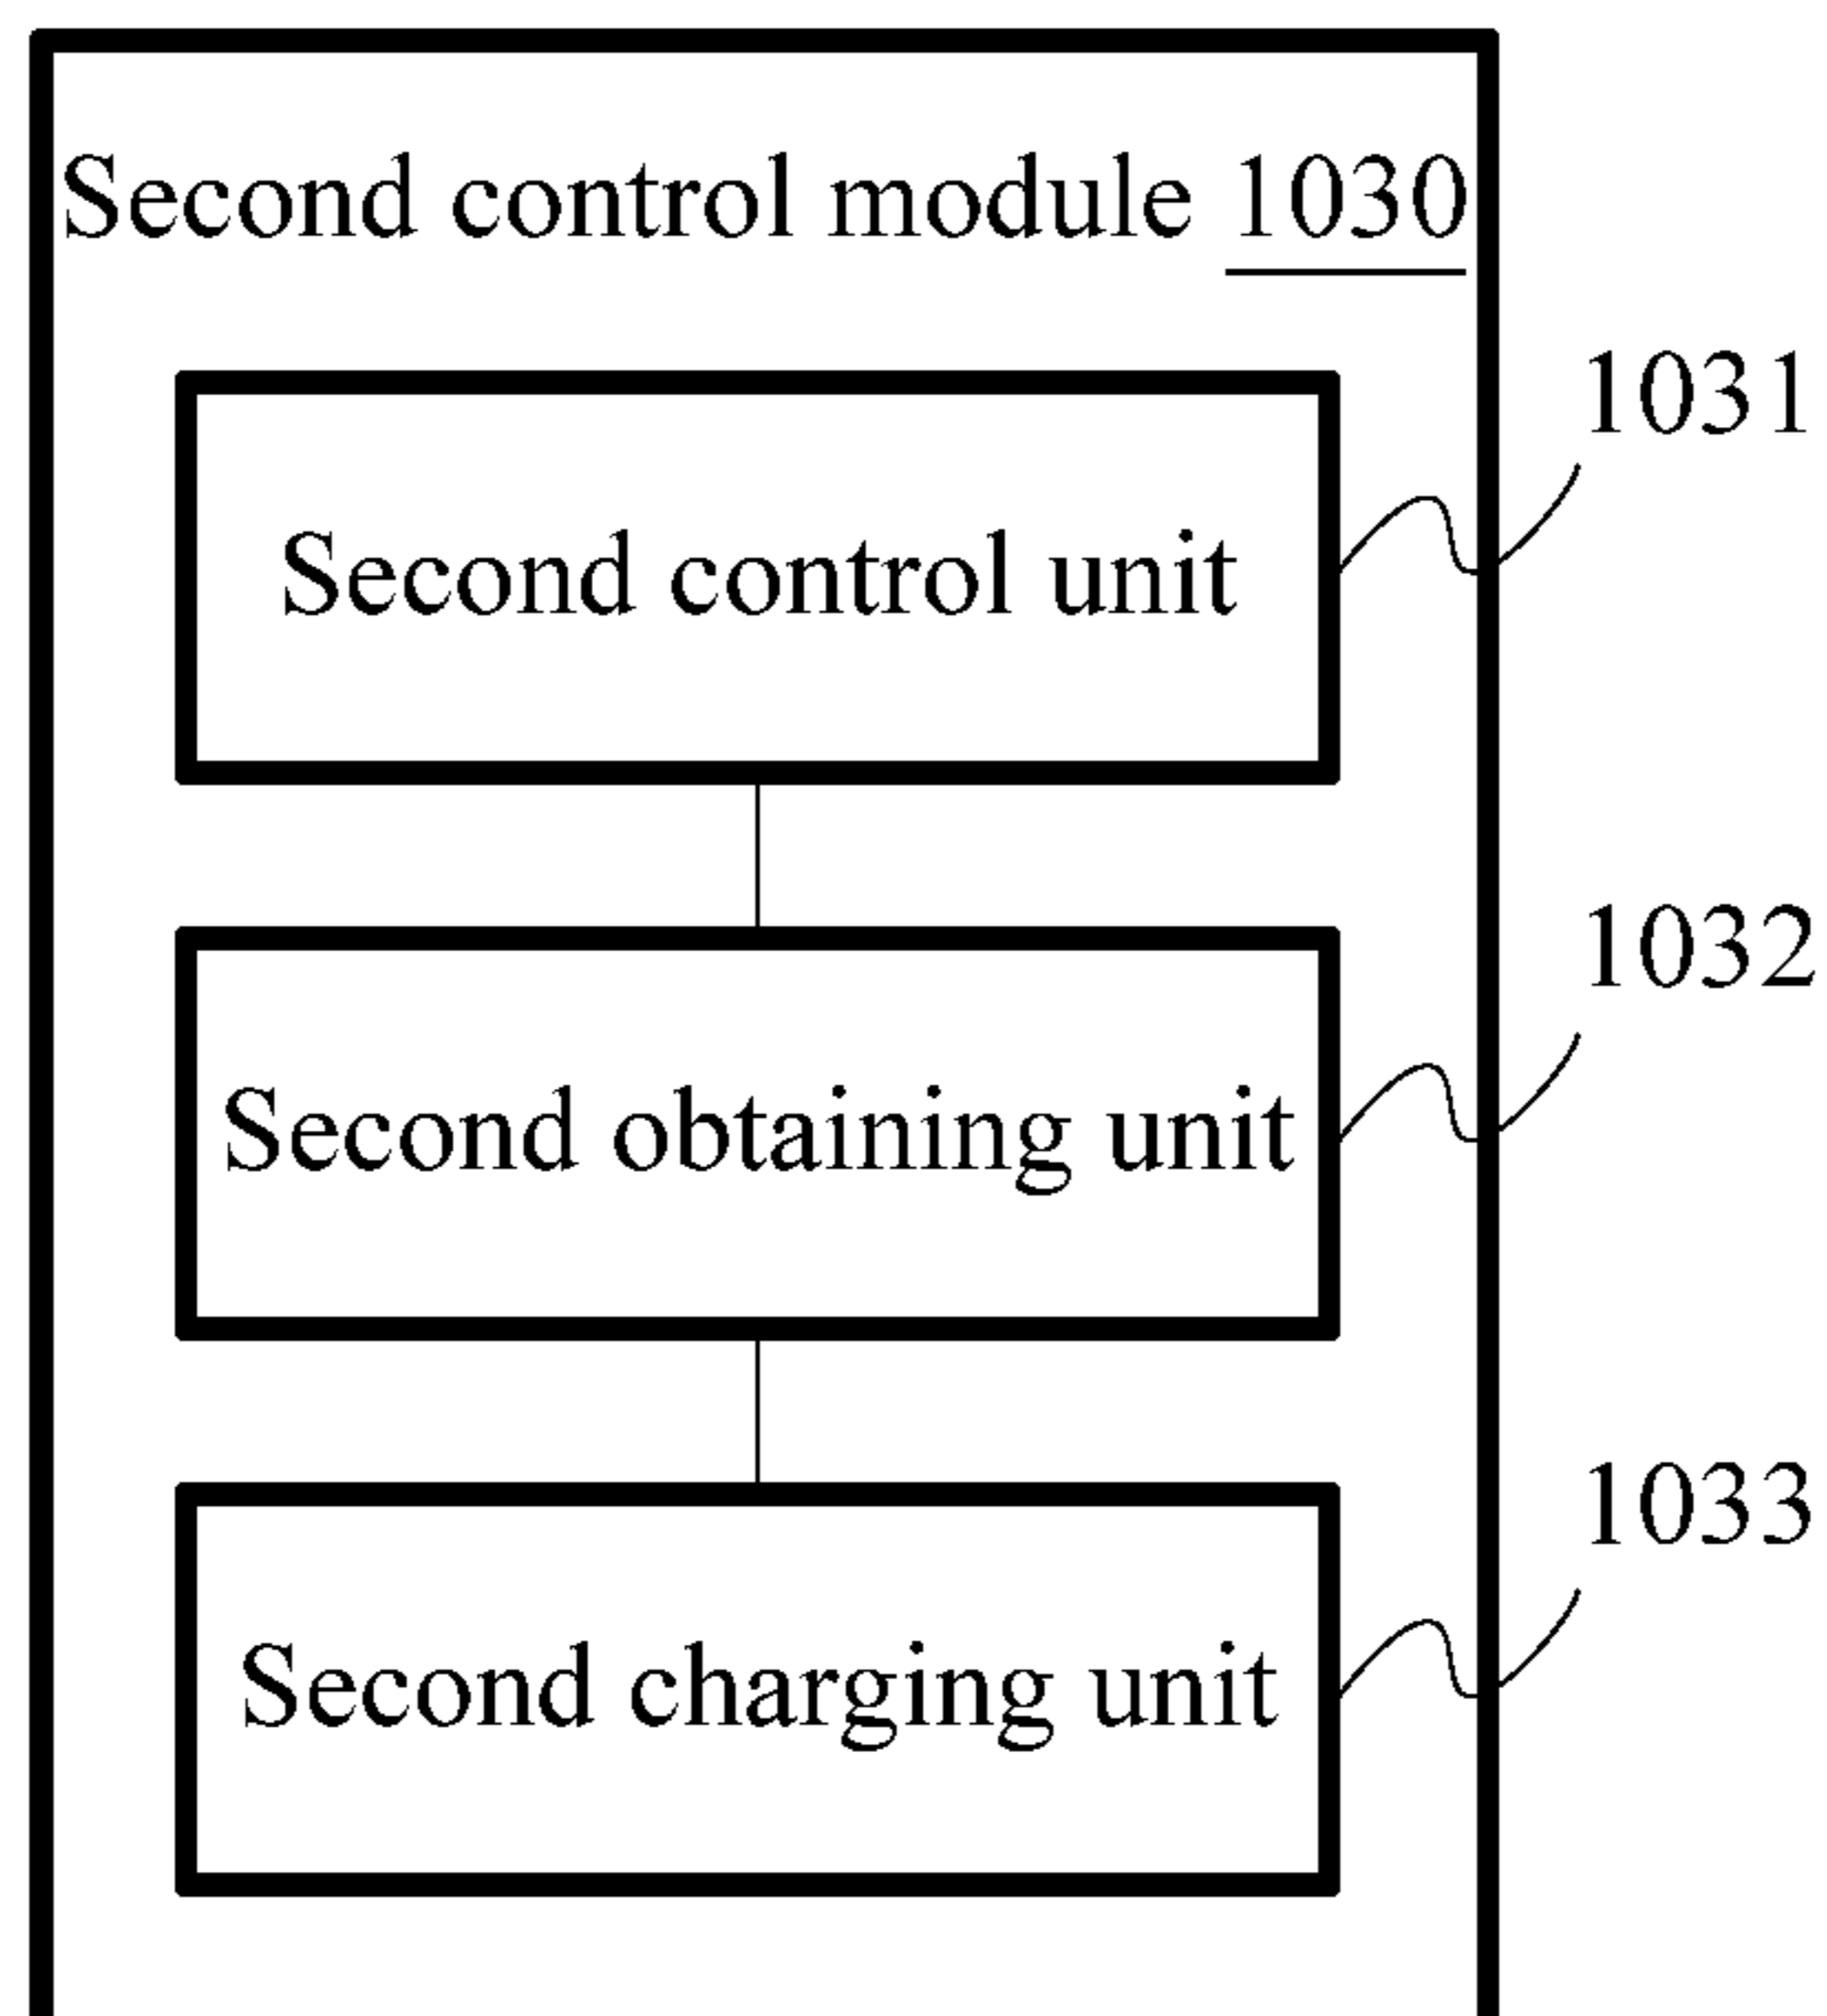 Second control module 1030
1031
Second control unit
1032
Second obtaining unit
1033
Second charging unit